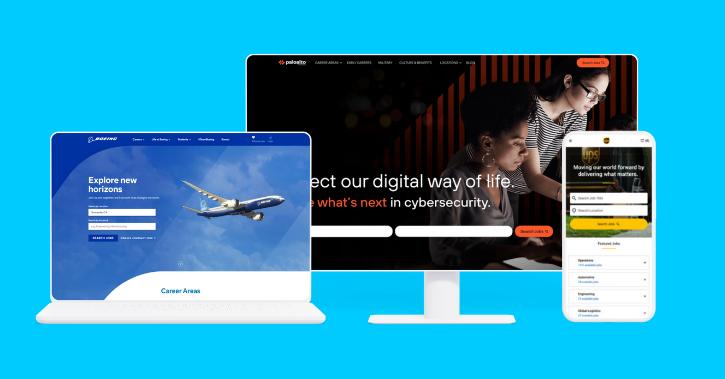 BOEING
Careers
Life at Boeing
Students
Explore new
horizons
SEARCH JOBS
Career Areas
paloalto
CAREER AREAS
EARLY CAREERS
MILITARY
CULTURE & BENEFITS
LOCATIONS
BLOG
Search Jobs
ect our digital way of life.
e what's next in cybersecurity.
Search Jobs
ups
Moving our world forward by
delivering what matters.
Search Job Title
Search Location
Search Jobs
Featured Jobs
Operations
Automotive
Engineering
Global Logistics